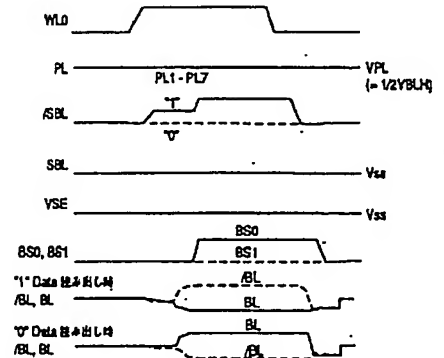 WL0
PL
VPL
PL1 - PL7
(= 1/2VBLH)
"1"
/SBL
"0"
SBL
Vss
VSE
Vss
BS0
BS0, BS1
BS1
"1" Data 読み出し時
/BL
/BL, BL
BL
"0" Data 読み出し時
BL
/BL, BL
/BL